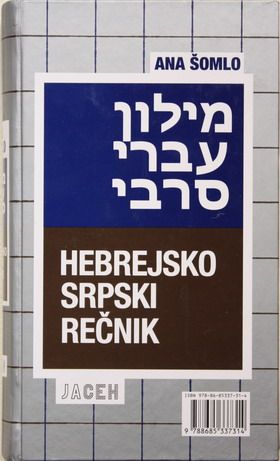 ANA ŠOMLO
מילון
עברי
סרבי
HEBREJSKO
SRPSKI
REČNIK
JACEH
ISBN 978-86-85337-31-4
9 788685 337314